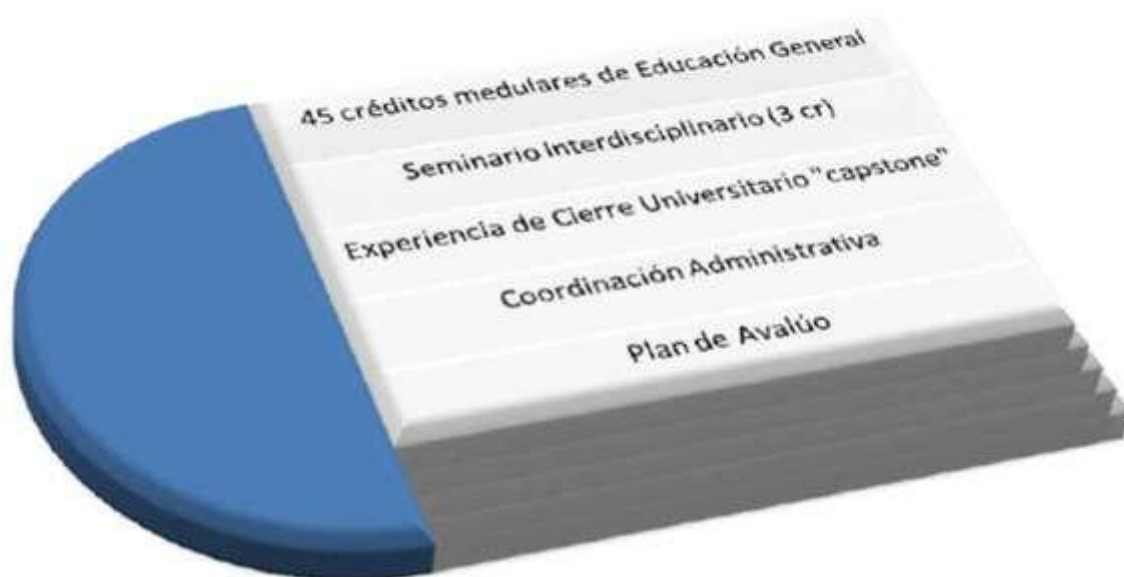 45 créditos medulares de Educación General
Seminario Interdisciplinario (3 cr)
Experiencia de Cierre Universitario "capstone"
Coordinación Administrativa
Plan de Avalúo